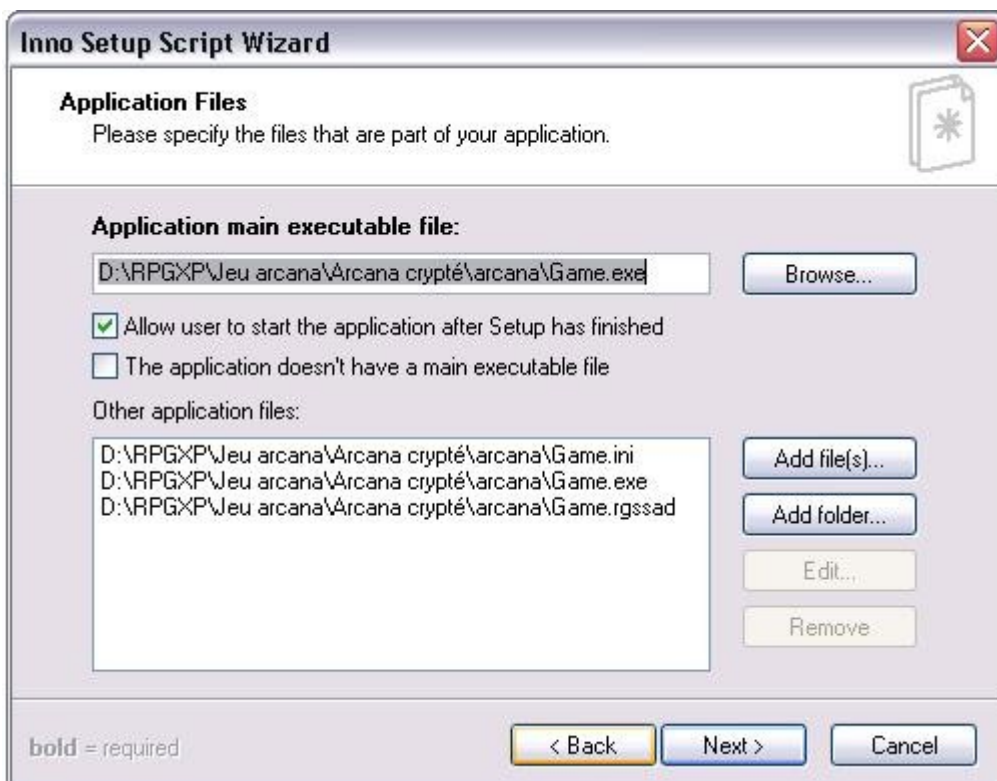 Inno Setup Script Wizard
Application Files
Please specify the files that are part of your application.
Application main executable file:
D:\RPGXP\Jeu arcana\Arcana crypté\arcana\Game.exe
Browse...
Allow user to start the application after Setup has finished
The application doesn't have a main executable file
Other application files:
D:\RPGXP\Jeu arcana\Arcana crypté\arcana\Game.ini
D:\RPGXP\Jeu arcana\Arcana crypté\arcana\Game.exe
D:\RPGXP\Jeu arcana\Arcana crypté\arcana\Game.rgssad
Add file(s)...
Add folder...
Edit...
Remove
bold = required
< Back
Next >
Cancel